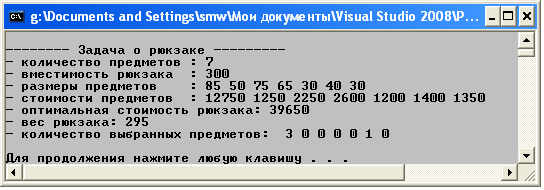 g:\Documents and Settings\smw\Мои документы\Visual Studio 2008\P...
-------- Задача о рюкзаке ---------
- количество предметов : 7
- вместимость рюкзака : 300
- размеры предметов : 85 50 75 65 30 40 30
- стоимости предметов : 12750 1250 2250 2600 1200 1400 1350
- оптимальная стоимость рюкзака: 39650
- вес рюкзака: 295
- количество выбранных предметов: 3 0 0 0 0 1 0
Для продолжения нажмите любую клавишу . . .